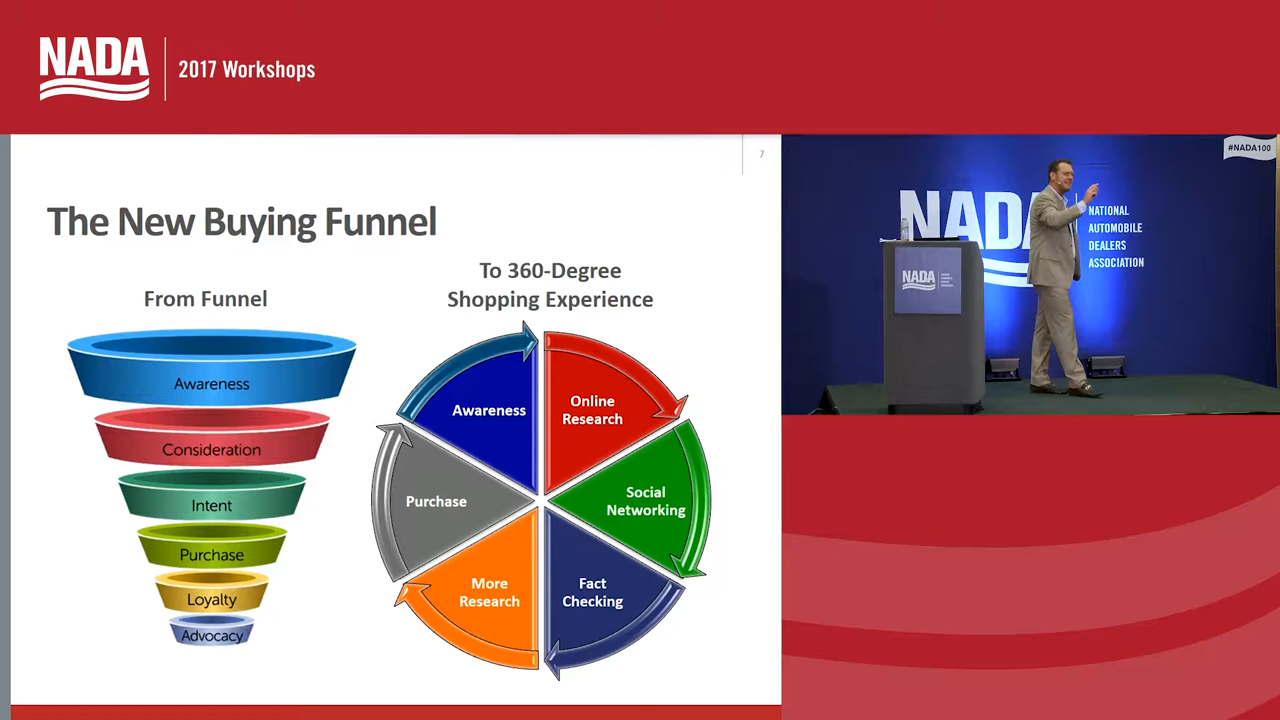 NADA
2017 Workshops
7
The New Buying Funnel
From Funnel
Awareness
Consideration
Intent
Purchase
Loyalty
Advocacy
To 360-Degree
Shopping Experience
Awareness
Online
Research
Social
Networking
Fact
Checking
More
Research
Purchase
#NADA100
NADA
NATIONAL
AUTOMOBILE
DEALERS
ASSOCIATION
NADA